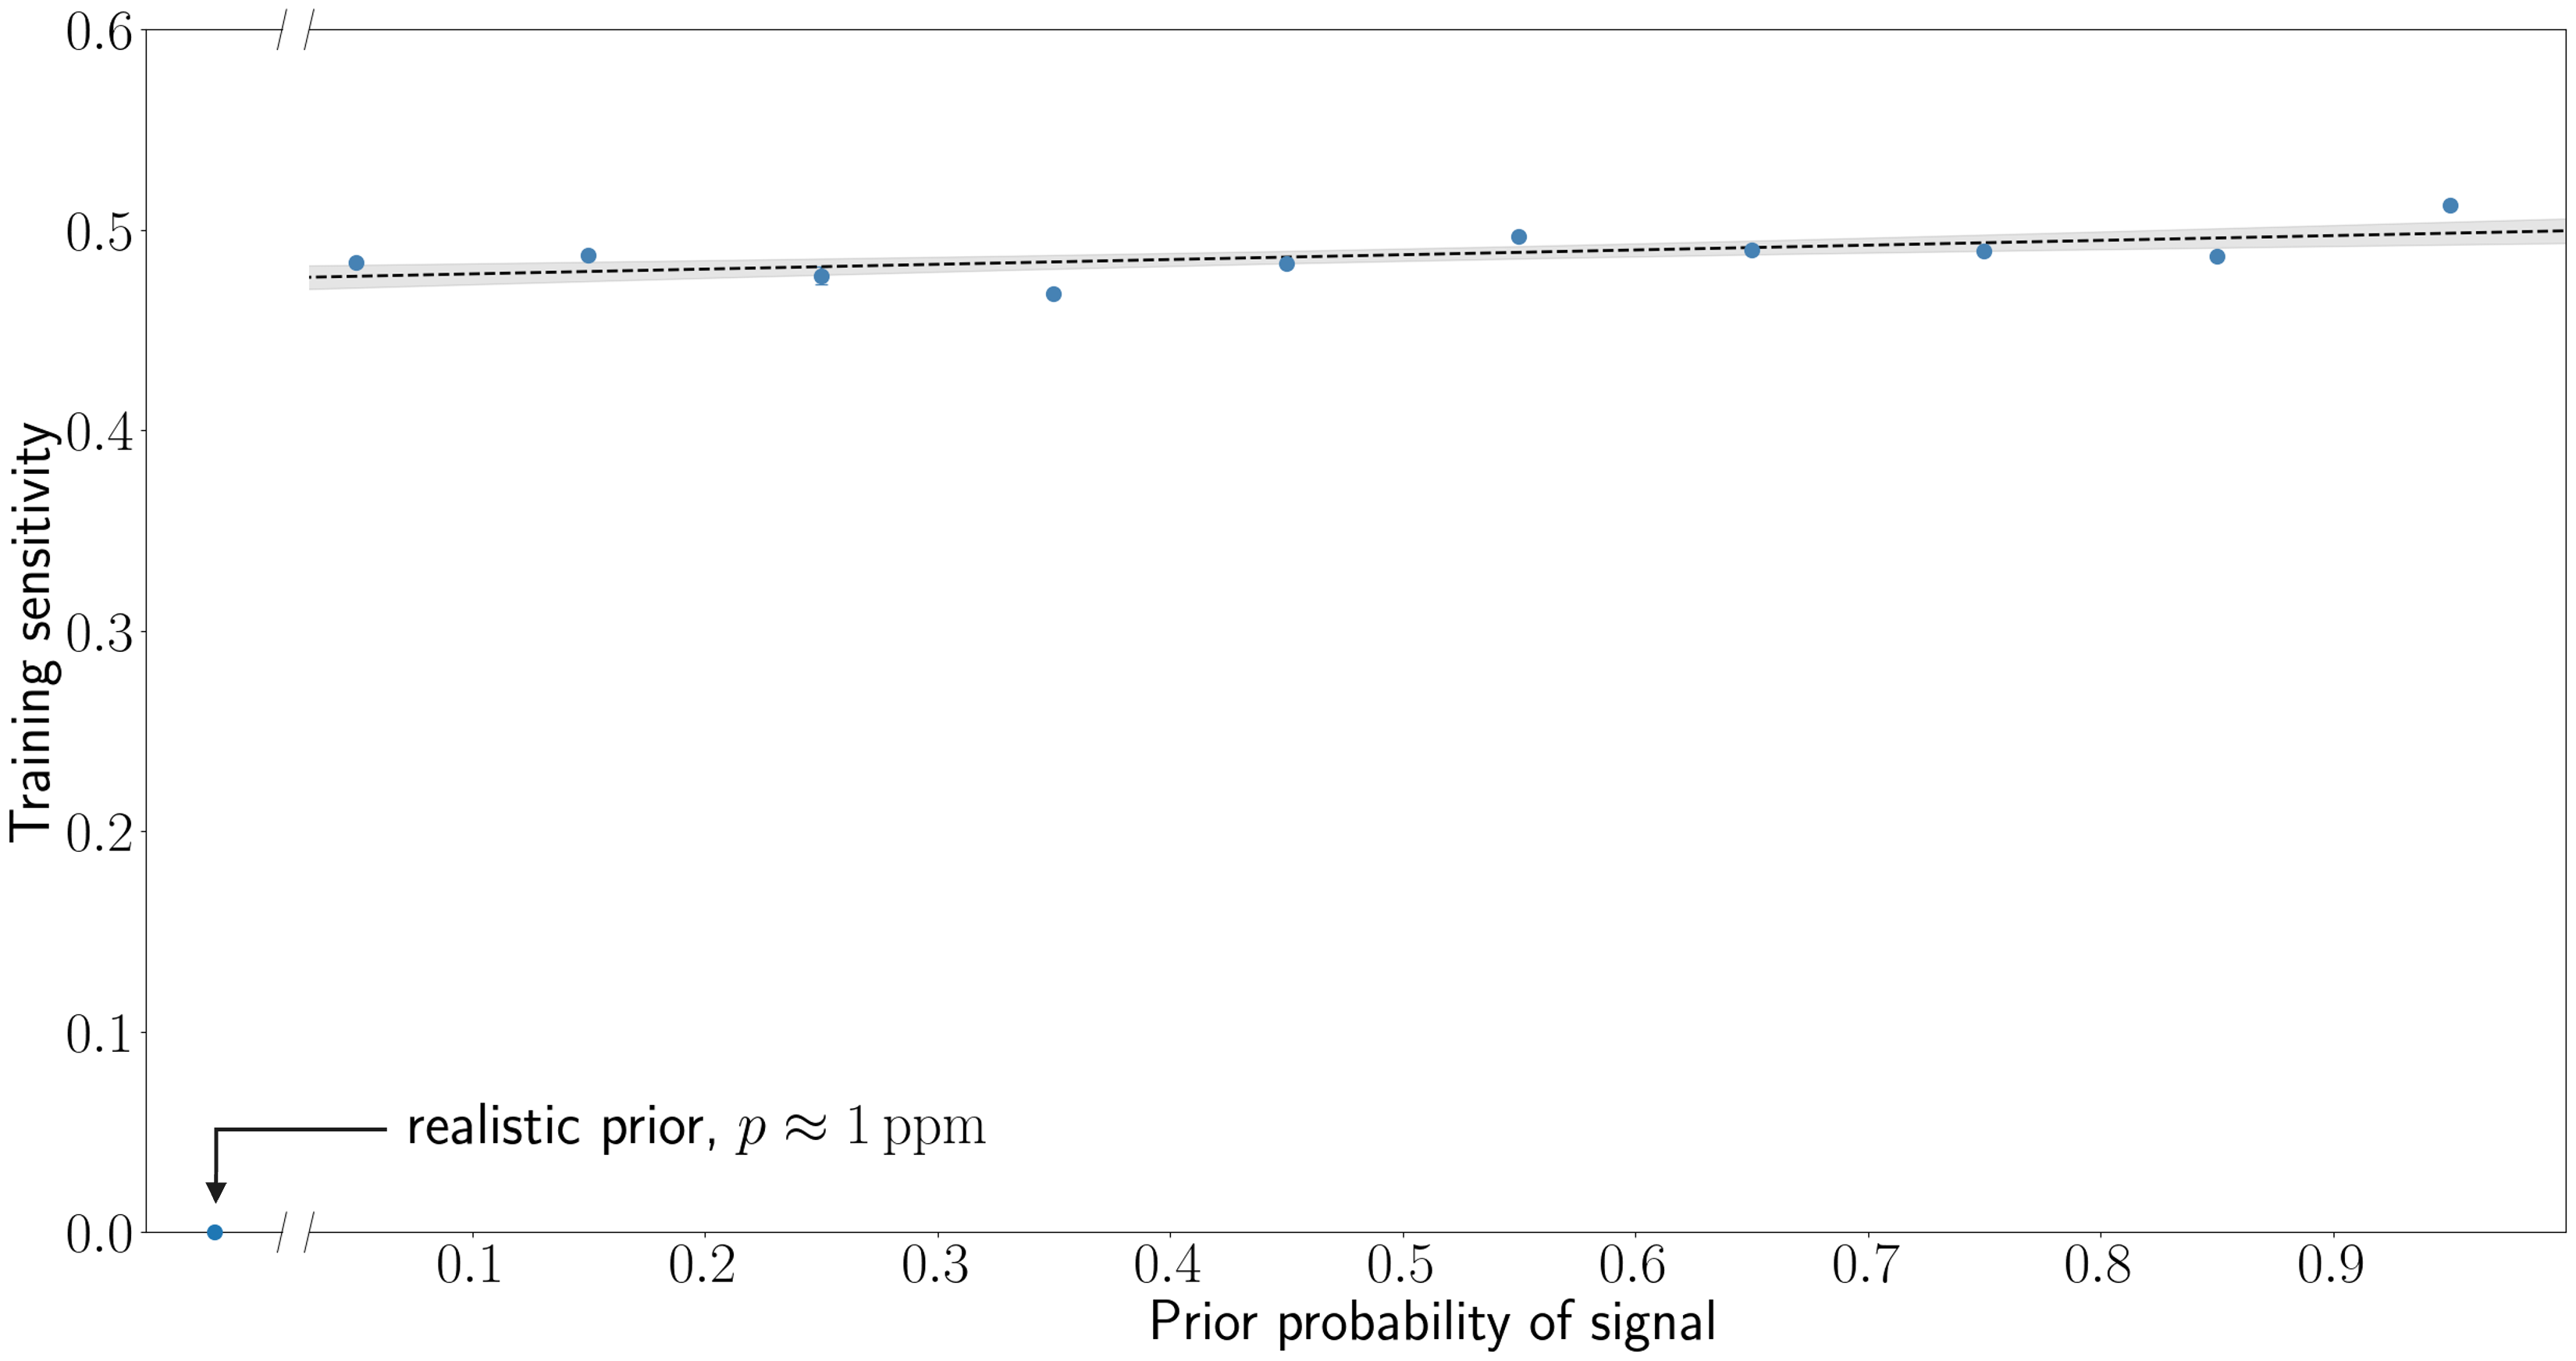 0.6
0.5
0.4
0.3
0.2
0.1
0.0
Training sensitivity
realistic prior, p ≈ 1 ppm
0.1 0.2 0.3 0.4 0.5 0.6 0.7 0.8 0.9
Prior probability of signal